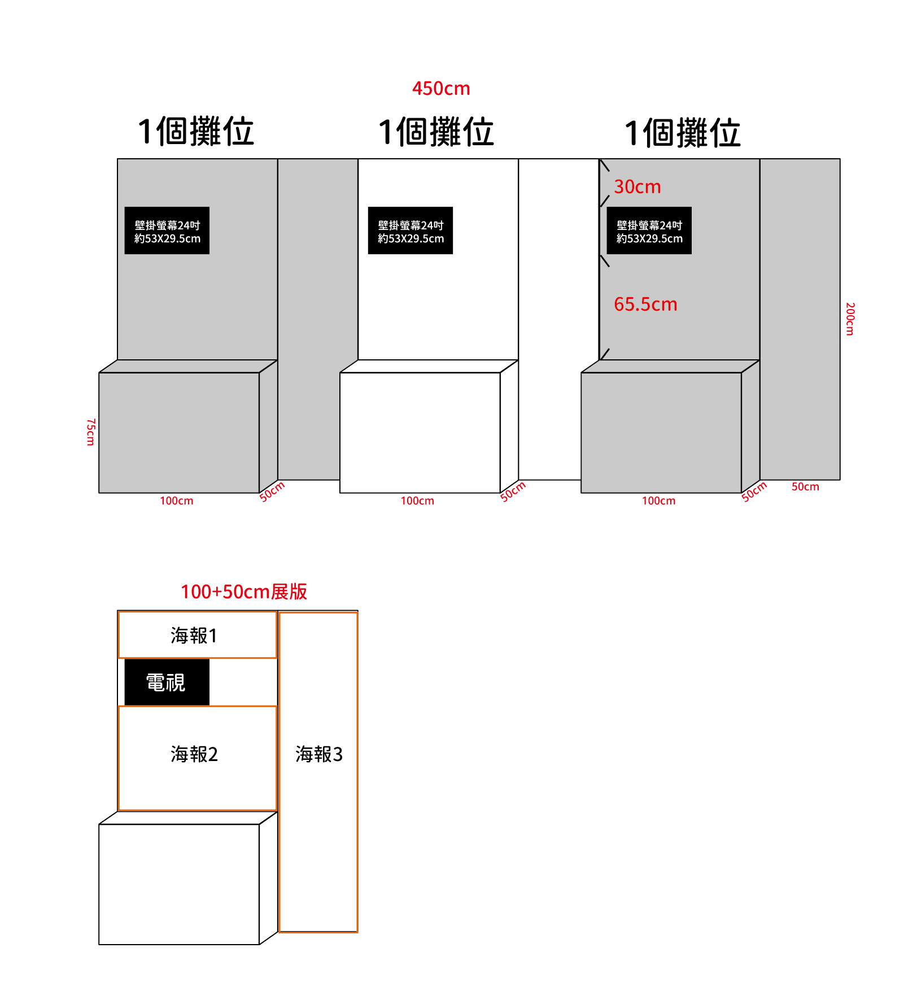 450cm
1個攤位
1個攤位
1個攤位
30cm
壁掛螢幕24吋
約53X29.5cm
壁掛螢幕24吋
約53X29.5cm
壁掛螢幕24吋
約53X29.5cm
65.5cm
200cm
75cm
100cm
50cm
100cm
50cm
100cm
50cm
50cm
100+50cm展版
海報1
電視
海報2
海報3